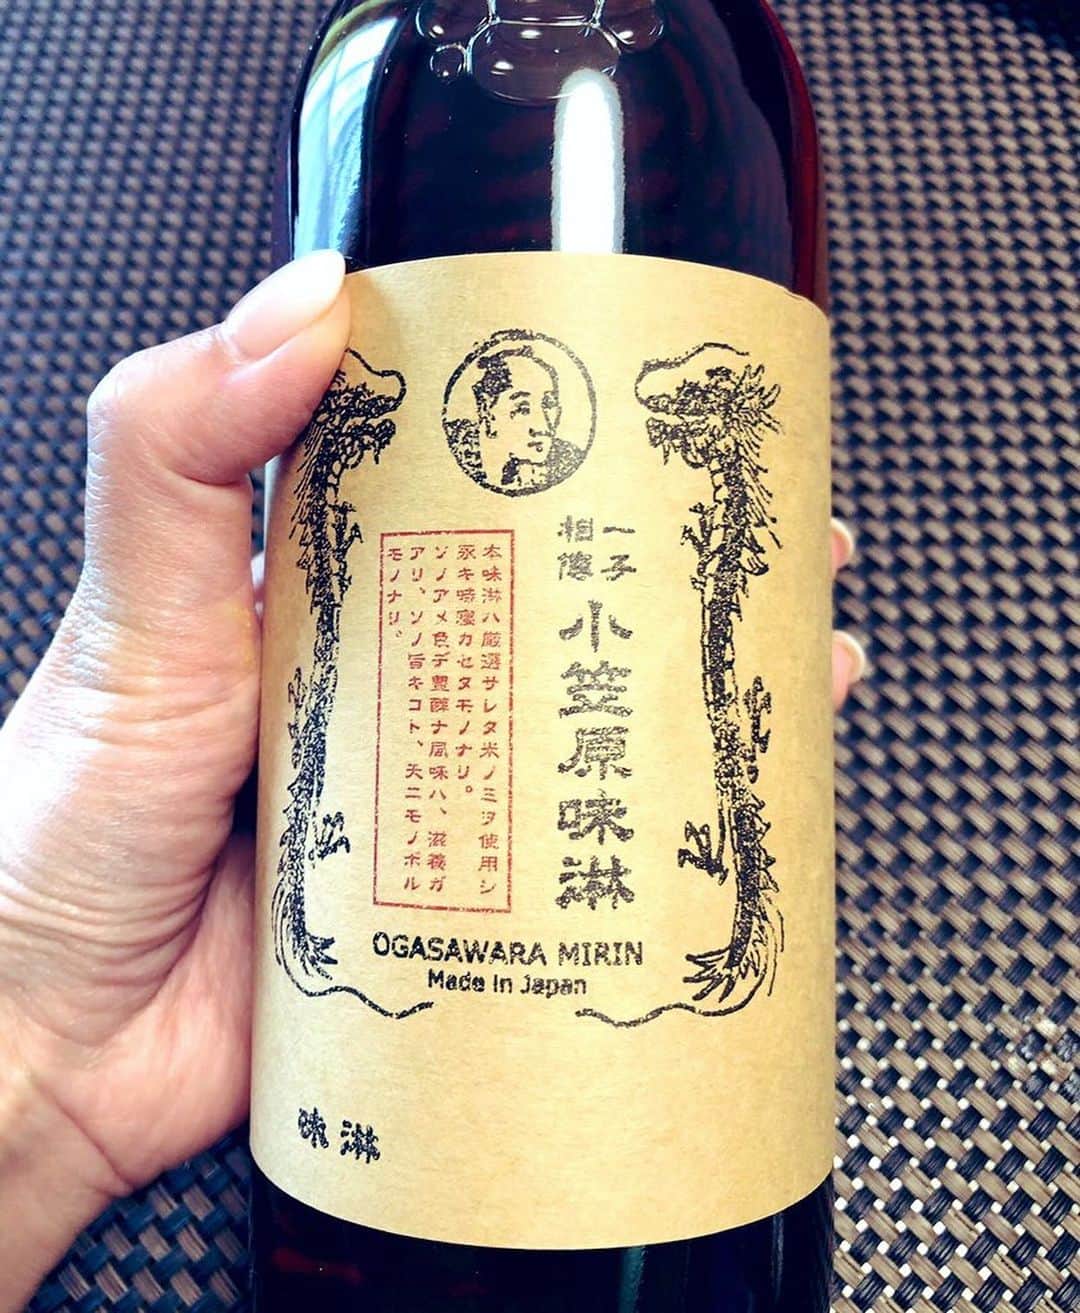 一子
相傳
小笠原味淋
本味淋ハ厳選サレタ米ノミヲ使用シ
永キ時寝カセタモノナリ。
ソノアメ色デ豊醇ナ風味ハ、滋養ガ
アリ、ソノ旨キコト、天ニモノボル
モノナリ。
OGASAWARA MIRIN
Made in Japan
味淋